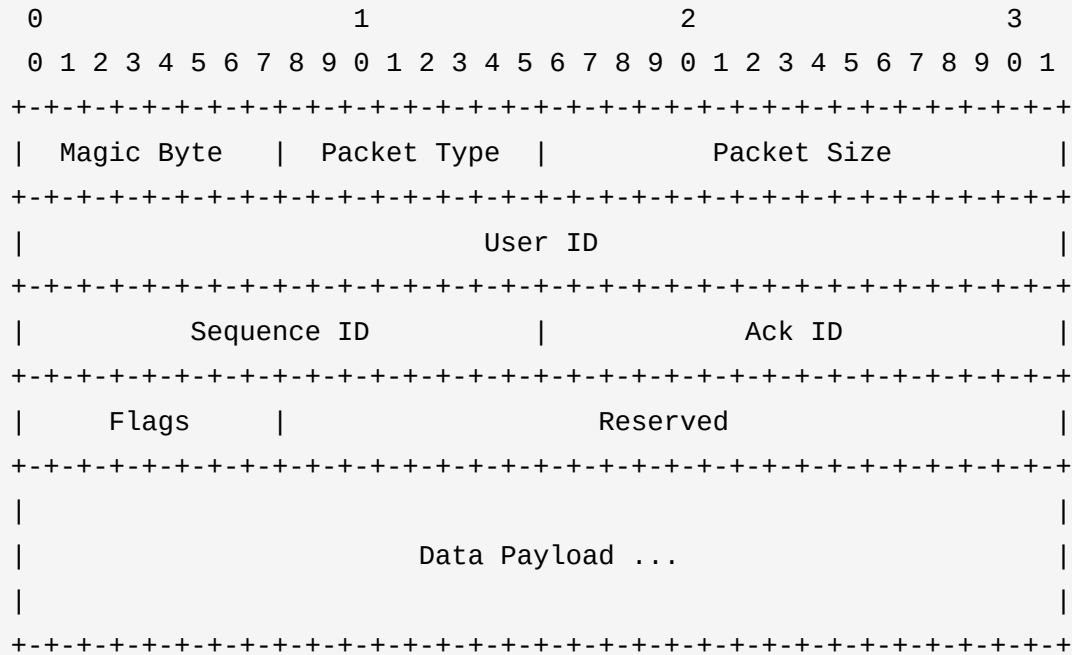 0                   1                   2                   3
 0 1 2 3 4 5 6 7 8 9 0 1 2 3 4 5 6 7 8 9 0 1 2 3 4 5 6 7 8 9 0 1
+-+-+-+-+-+-+-+-+-+-+-+-+-+-+-+-+-+-+-+-+-+-+-+-+-+-+-+-+-+-+-+-+
|  Magic Byte   |  Packet Type  |          Packet Size          |
+-+-+-+-+-+-+-+-+-+-+-+-+-+-+-+-+-+-+-+-+-+-+-+-+-+-+-+-+-+-+-+-+
|                            User ID                            |
+-+-+-+-+-+-+-+-+-+-+-+-+-+-+-+-+-+-+-+-+-+-+-+-+-+-+-+-+-+-+-+-+
|          Sequence ID          |            Ack ID             |
+-+-+-+-+-+-+-+-+-+-+-+-+-+-+-+-+-+-+-+-+-+-+-+-+-+-+-+-+-+-+-+-+
|     Flags     |                   Reserved                    |
+-+-+-+-+-+-+-+-+-+-+-+-+-+-+-+-+-+-+-+-+-+-+-+-+-+-+-+-+-+-+-+-+
|                                                               |
|                        Data Payload ...                       |
|                                                               |
+-+-+-+-+-+-+-+-+-+-+-+-+-+-+-+-+-+-+-+-+-+-+-+-+-+-+-+-+-+-+-+-+